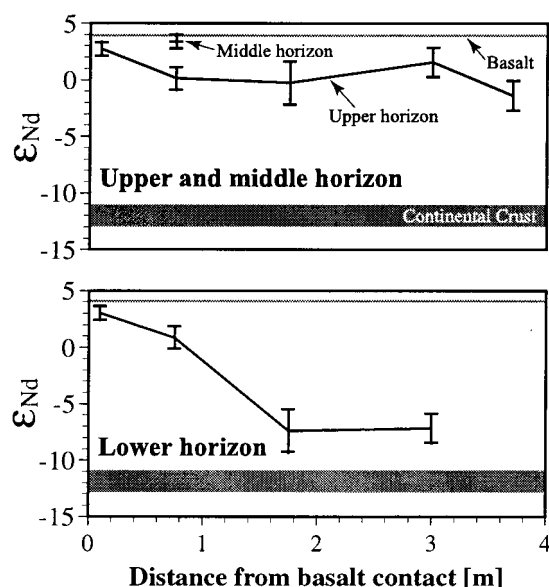 5
Middle horizon
Basalt
0
Upper horizon
εNd
-5
Upper and middle horizon
-10
Continental Crust
-15
5
0
εNd
-5
Lower horizon
-10
-15
0 1 2 3 4
Distance from basalt contact [m]